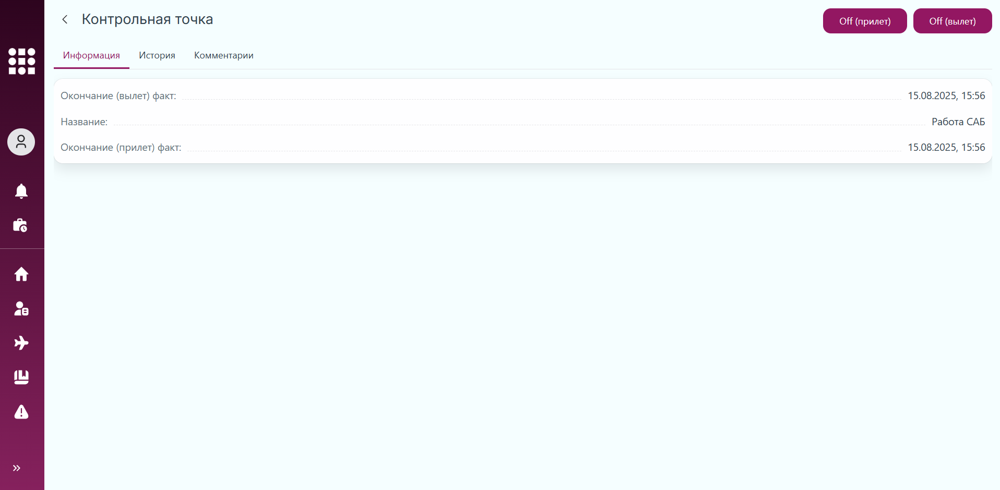 Контрольная точка
Off (прилет)
Off (вылет)
Информация
История
Комментарии
Окончание (вылет) факт: 15.08.2025, 15:56
Название: Работа САБ
Окончание (прилет) факт: 15.08.2025, 15:56